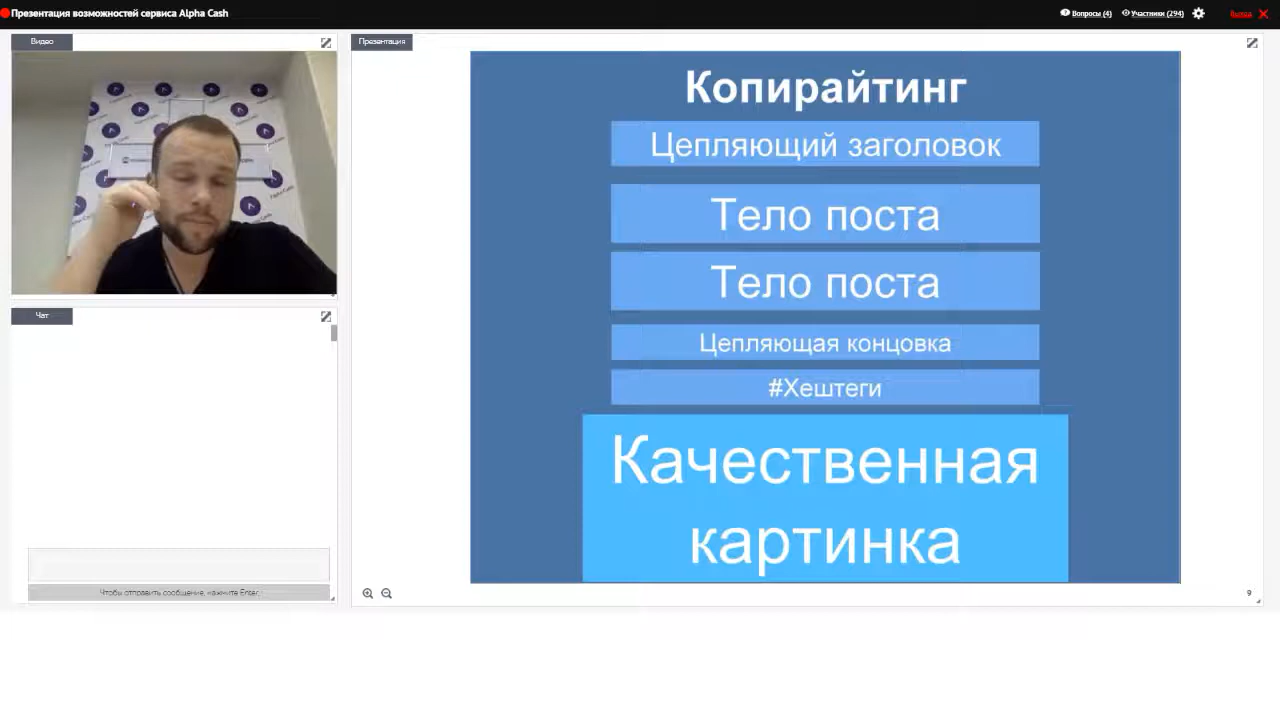 Презентация возможностей сервиса Alpha Cash
Вопросы (4)
Участники (294)
Выход
Видео
Презентация
Чат
Чтобы отправить сообщение, нажмите Enter.
Копирайтинг
Цепляющий заголовок
Тело поста
Тело поста
Цепляющая концовка
#Хештеги
Качественная
картинка
9